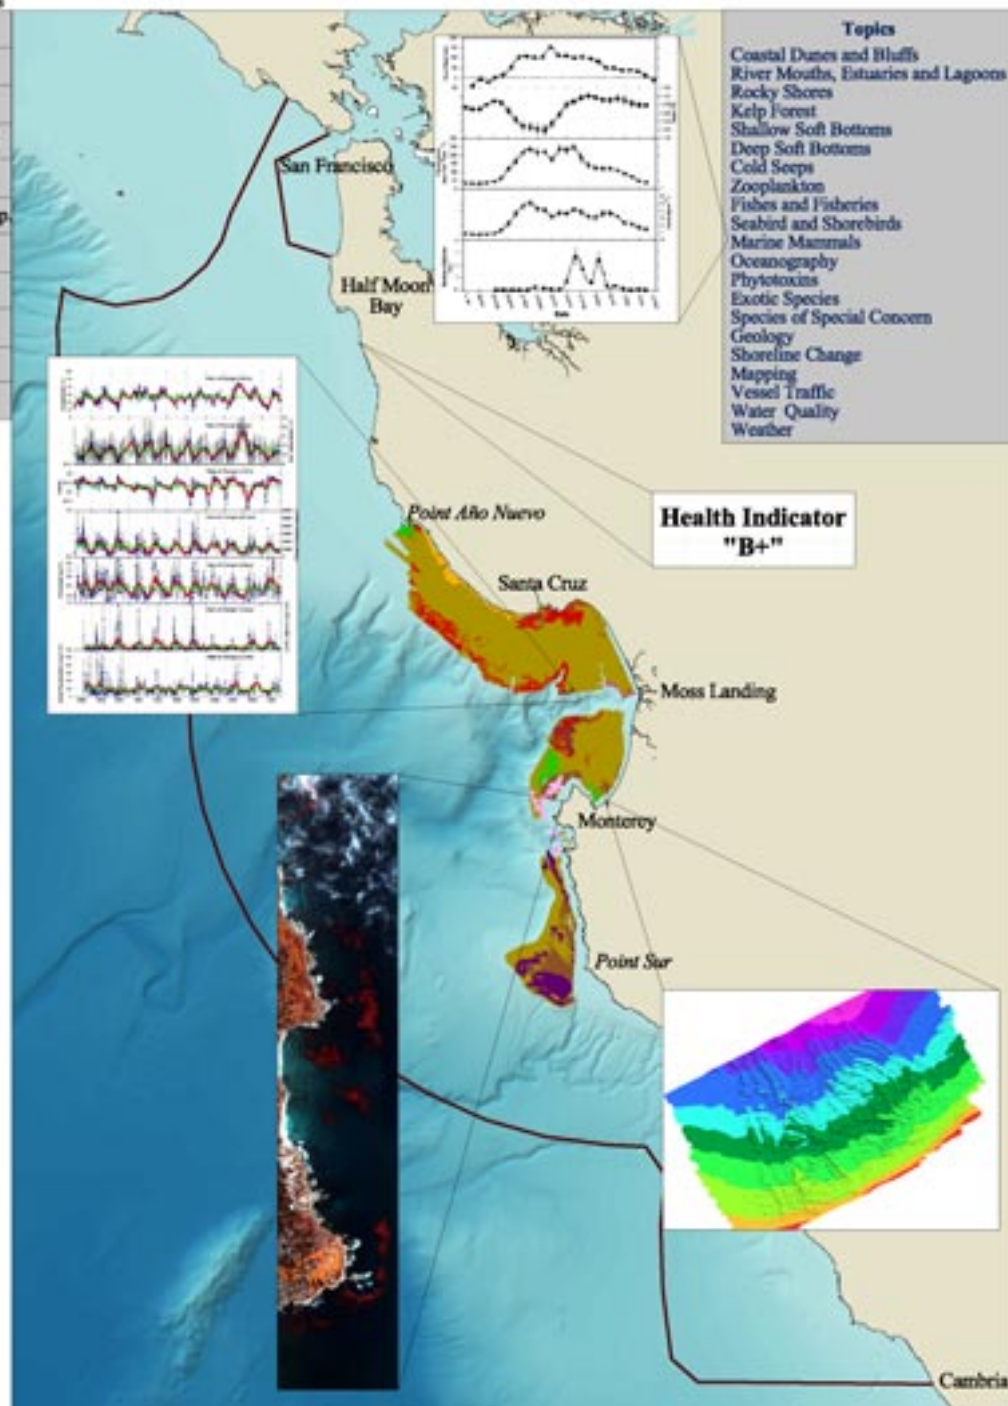 Topics
Coastal Dunes and Bluffs
River Mouths, Estuaries and Lagoons
Rocky Shores
Kelp Forest
Shallow Soft Bottoms
Deep Soft Bottoms
Cold Seeps
Zooplankton
Fishes and Fisheries
Seabird and Shorebirds
Marine Mammals
Oceanography
Phytotoxins
Exotic Species
Species of Special Concern
Geology
Shoreline Change
Mapping
Vessel Traffic
Water Quality
Weather
San Francisco
Half Moon
Bay
Point Año Nuevo
Health Indicator
"B+"
Santa Cruz
Moss Landing
Monterey
Point Sur
Cambria